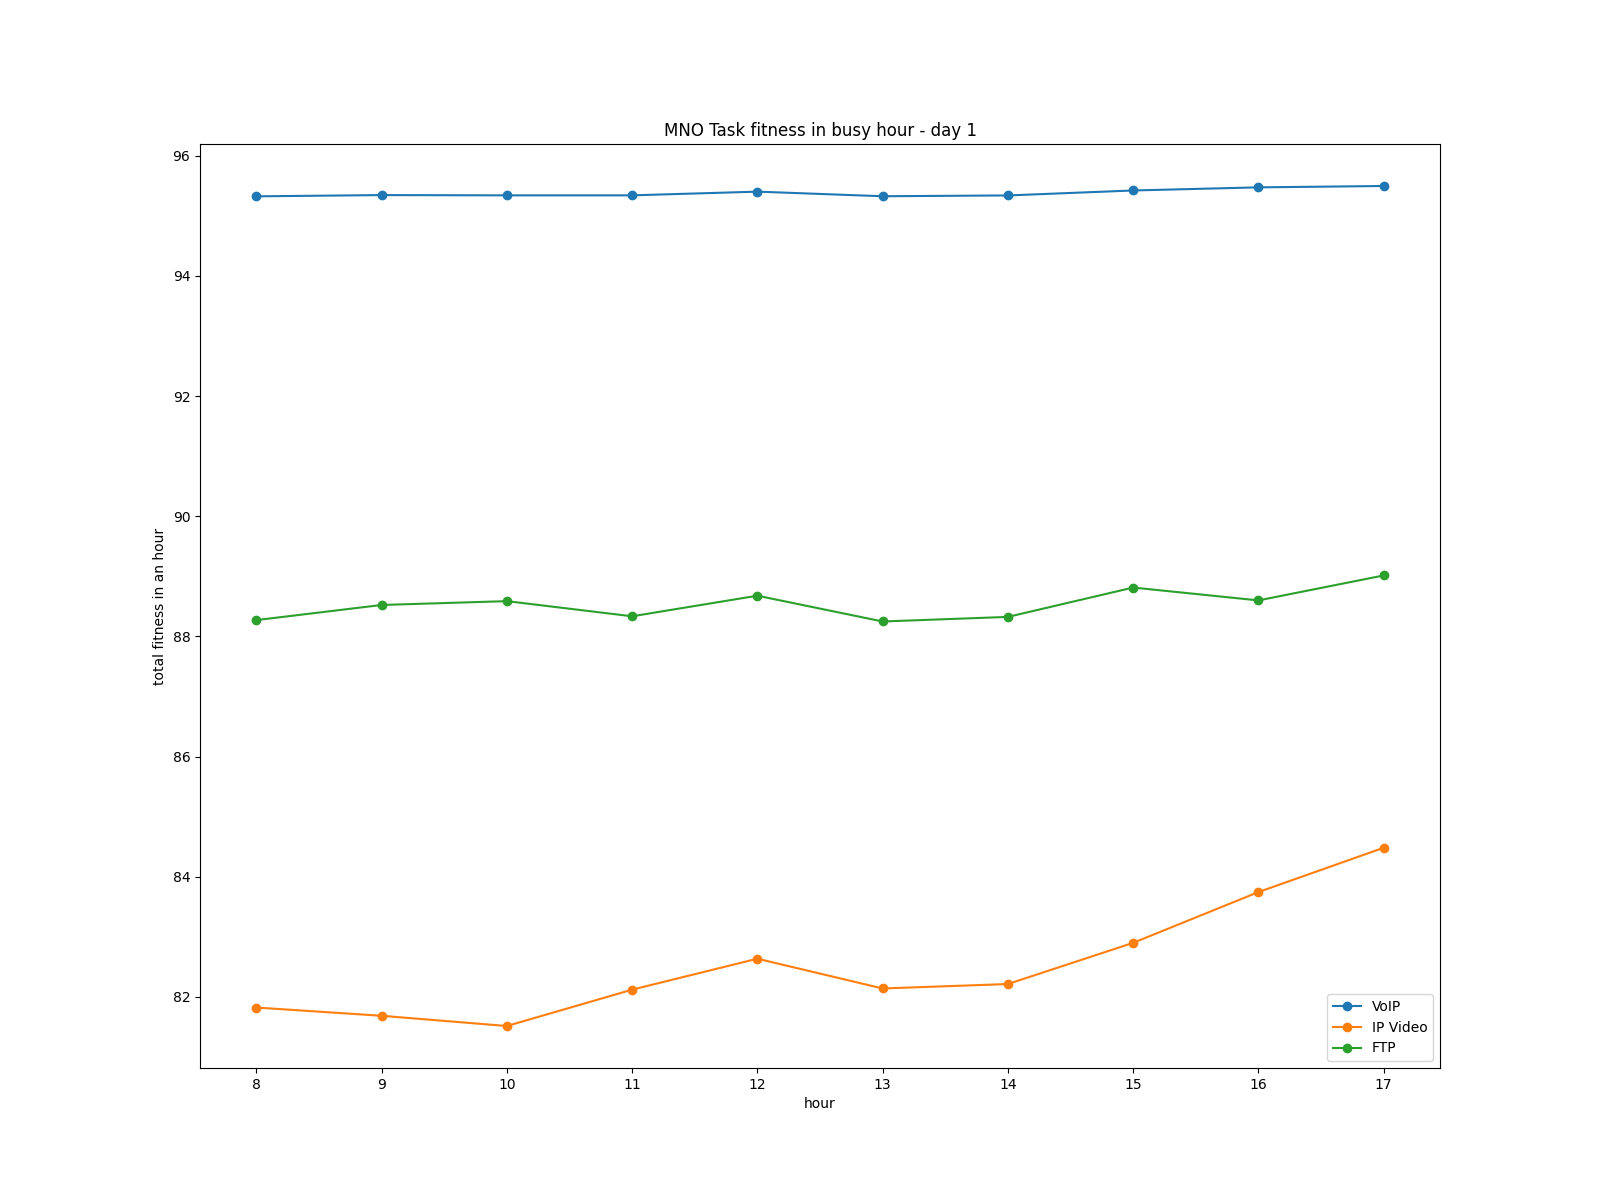 MNO Task fitness in busy hour - day 1
96
94
92
90
88
86
84
82
total fitness in an hour
8 9 10 11 12 13 14 15 16 17
hour
VoIP
IP Video
FTP